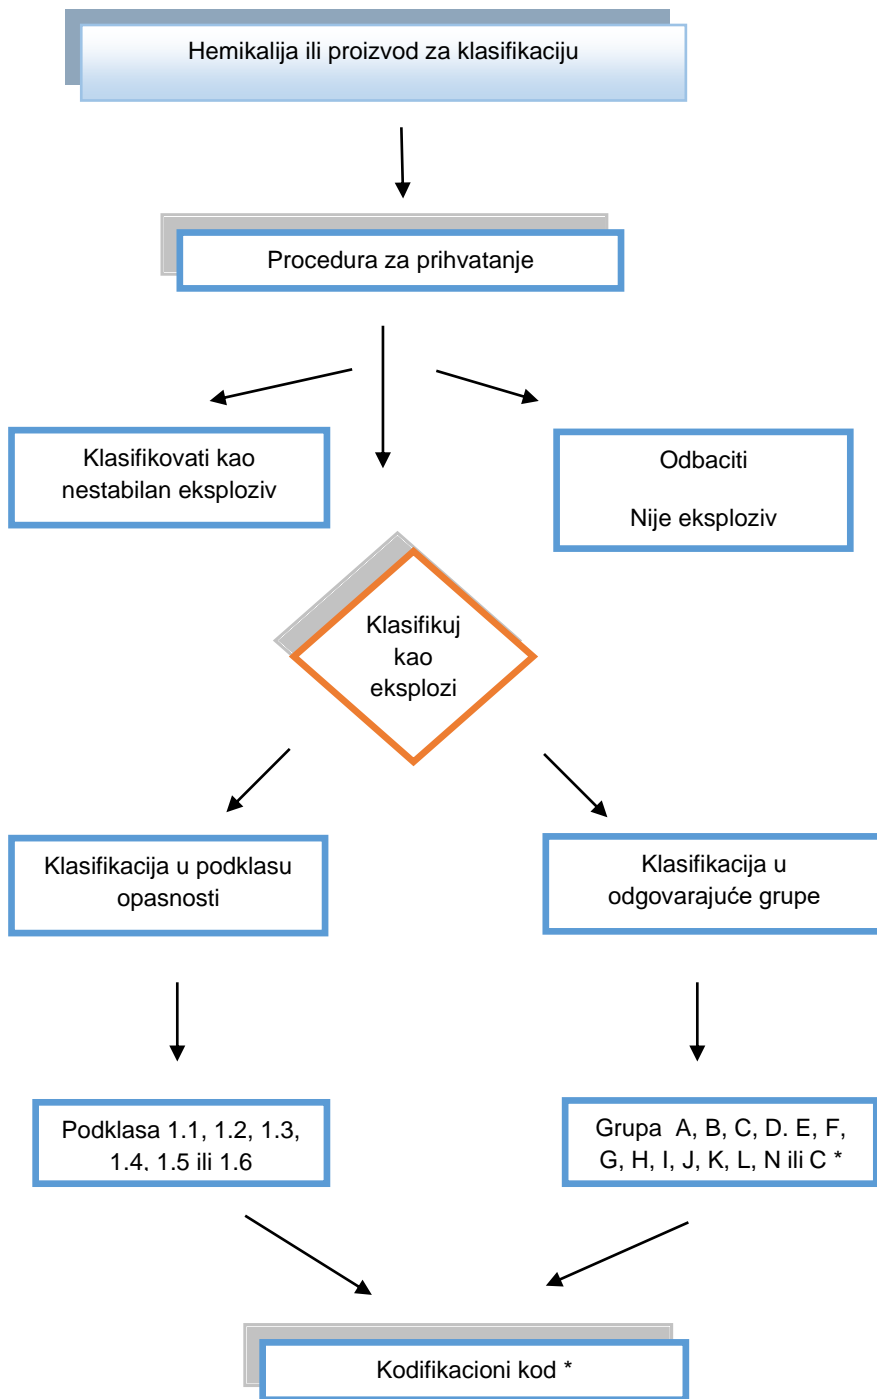 Hemikalija ili proizvod za klasifikaciju
Procedura za prihvatanje
Klasifikovati kao
nestabilan eksploziv
Odbaciti
Nije eksploziv
Klasifikuj
kao
eksplozi
Klasifikacija u podklasu
opasnosti
Klasifikacija u
odgovarajuće grupe
Podklasa 1.1, 1.2, 1.3,
1.4, 1.5 ili 1.6
Grupa A, B, C, D. E, F,
G, H, I, J, K, L, N ili C *
Kodifikacioni kod *